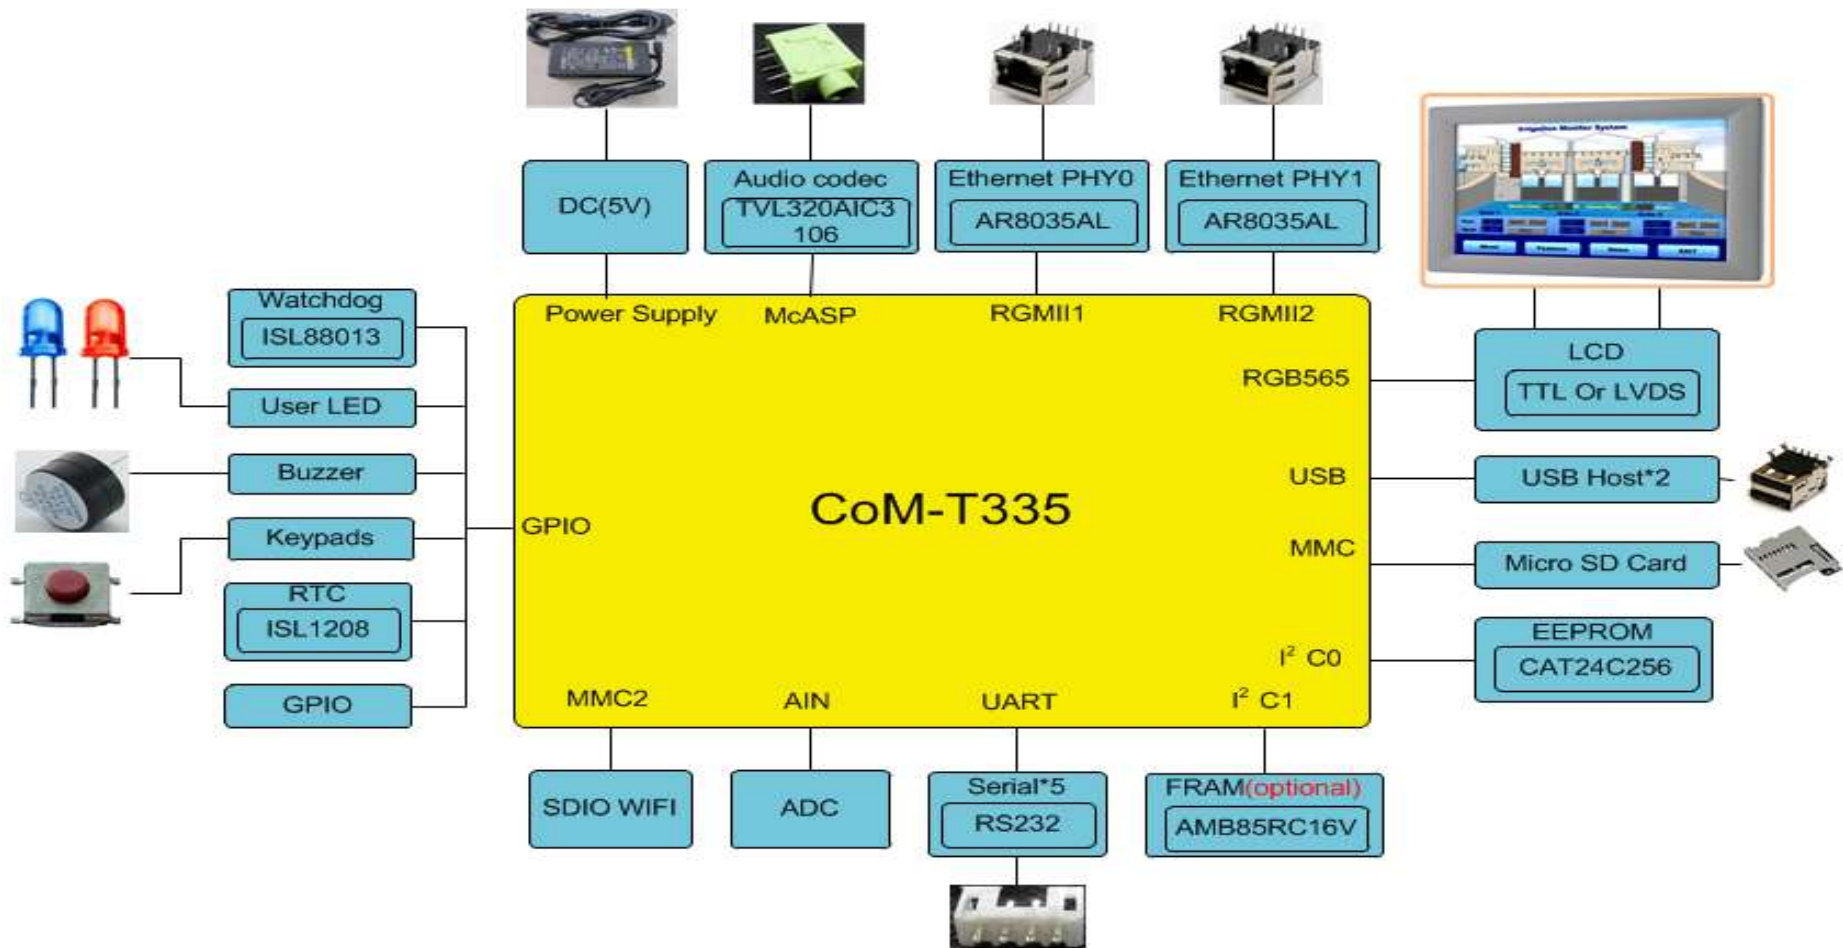 Irrigation Monitor System
DC(5V)
Audio codec
TVL320AIC3
106
Ethernet PHY0
AR8035AL
Ethernet PHY1
AR8035AL
Watchdog
ISL88013
User LED
Buzzer
Keypads
RTC
ISL1208
GPIO
Power Supply
McASP
RGMII1
RGMII2
RGB565
USB
MMC
I² C0
I² C1
UART
AIN
MMC2
GPIO
CoM-T335
LCD
TTL Or LVDS
USB Host*2
Micro SD Card
EEPROM
CAT24C256
SDIO WIFI
ADC
Serial*5
RS232
FRAM(optional)
AMB85RC16V